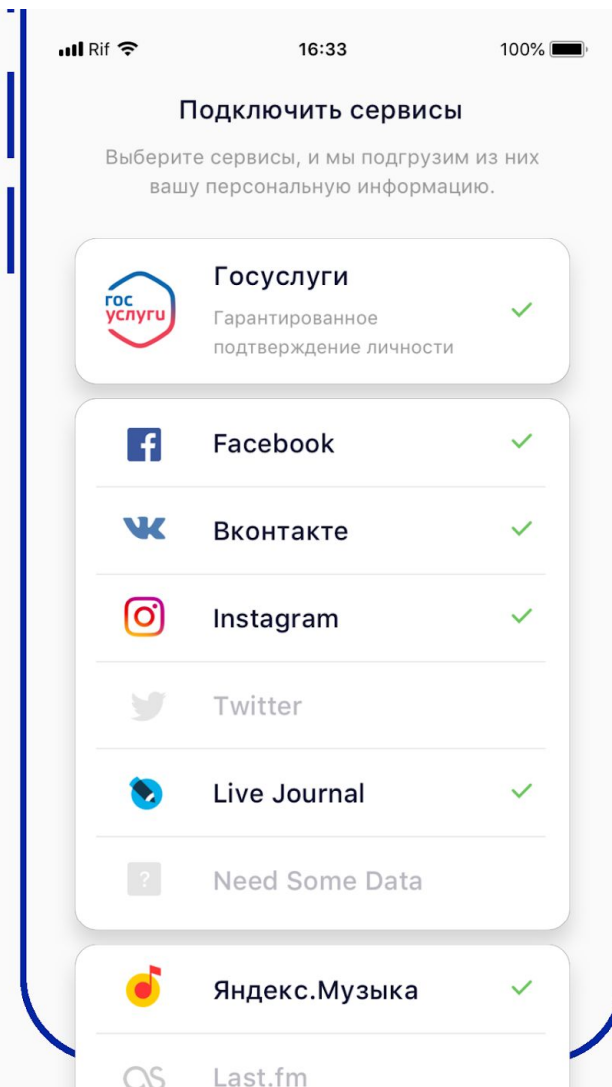 Rif
16:33
100%
Подключить сервисы
Выберите сервисы, и мы подгрузим из них
вашу персональную информацию.
гос
услуги
Госуслуги
Гарантированное
подтверждение личности
f
Facebook
Вконтакте
Instagram
Twitter
Live Journal
?
Need Some Data
Яндекс.Музыка
Last.fm